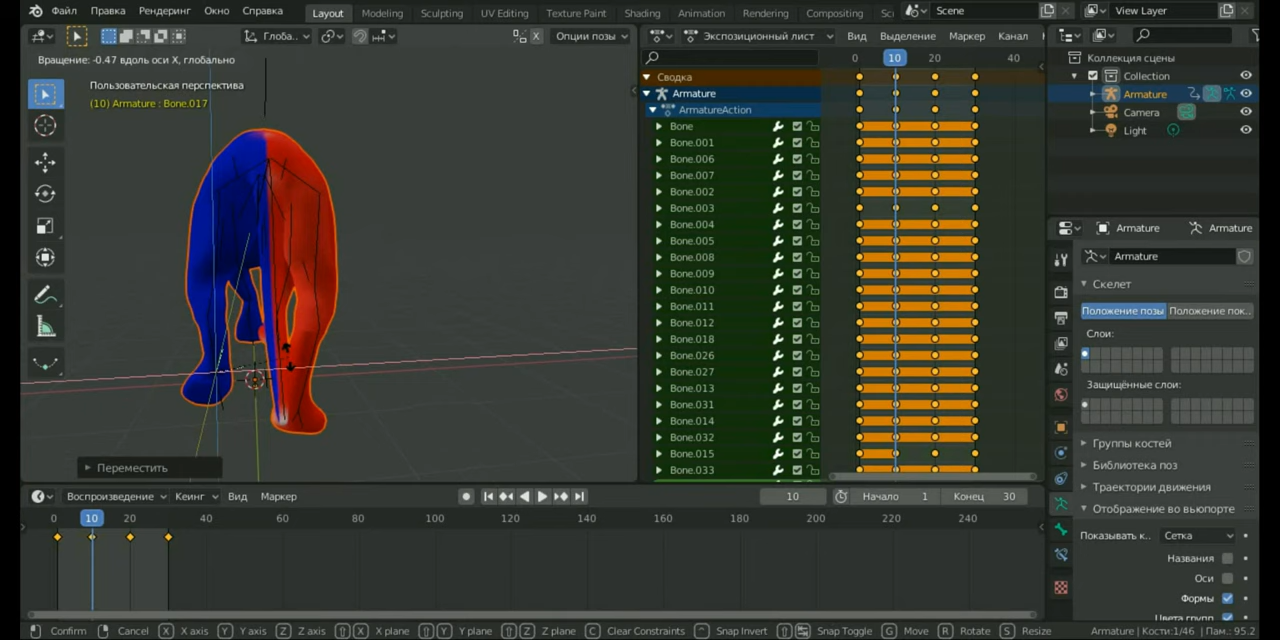 Файл Правка Рендеринг Окно Справка Layout Modeling Sculpting UV Editing Texture Paint Shading Animation Rendering Compositing Sc Scene View Layer
Глоба.. Опции позы
Экспозиционный лист Вид Выделение Маркер Канал
Вращение: -0.47 вдоль оси X, глобально
Пользовательская перспектива
(10) Armature : Bone.017
Переместить
0 10 20 40
Сводка
Armature
ArmatureAction
Bone
Bone.001
Bone.006
Bone.007
Bone.002
Bone.003
Bone.004
Bone.005
Bone.008
Bone.009
Bone.010
Bone.011
Bone.012
Bone.018
Bone.026
Bone.027
Bone.013
Bone.031
Bone.014
Bone.032
Bone.015
Bone.033
Коллекция сцены
Collection
Armature
Camera
Light
Armature Armature
Armature
Скелет
Положение позы Положение пок..
Слои:
Защищённые слои:
Группы костей
Библиотека поз
Траектории движения
Отображение во вьюпорте
Показывать к.. Сетка
Названия
Оси
Формы
Цвета групп
Воспроизведение Кеинг Вид Маркер 10 Начало 1 Конец 30
0 10 20 40 60 80 100 120 140 160 180 200 220 240
Confirm Cancel X X axis Y Y axis Z Z axis X X plane Y Y plane Z Z plane C Clear Constraints Snap Invert Snap Toggle G Move R Rotate S Resize Armature | Кости:1/46 | Пам.: 95.2